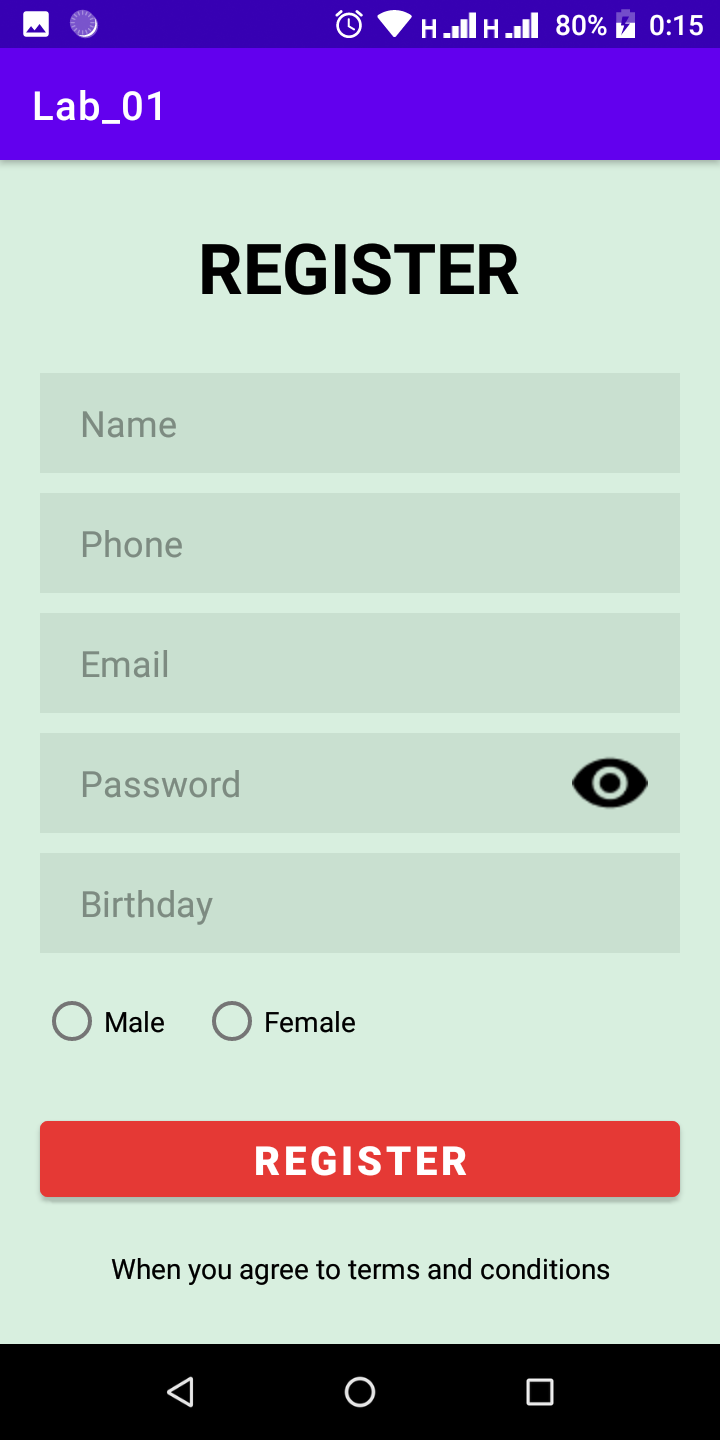 H H 80% 0:15
Lab_01
REGISTER
Name
Phone
Email
Password
Birthday
Male Female
REGISTER
When you agree to terms and conditions